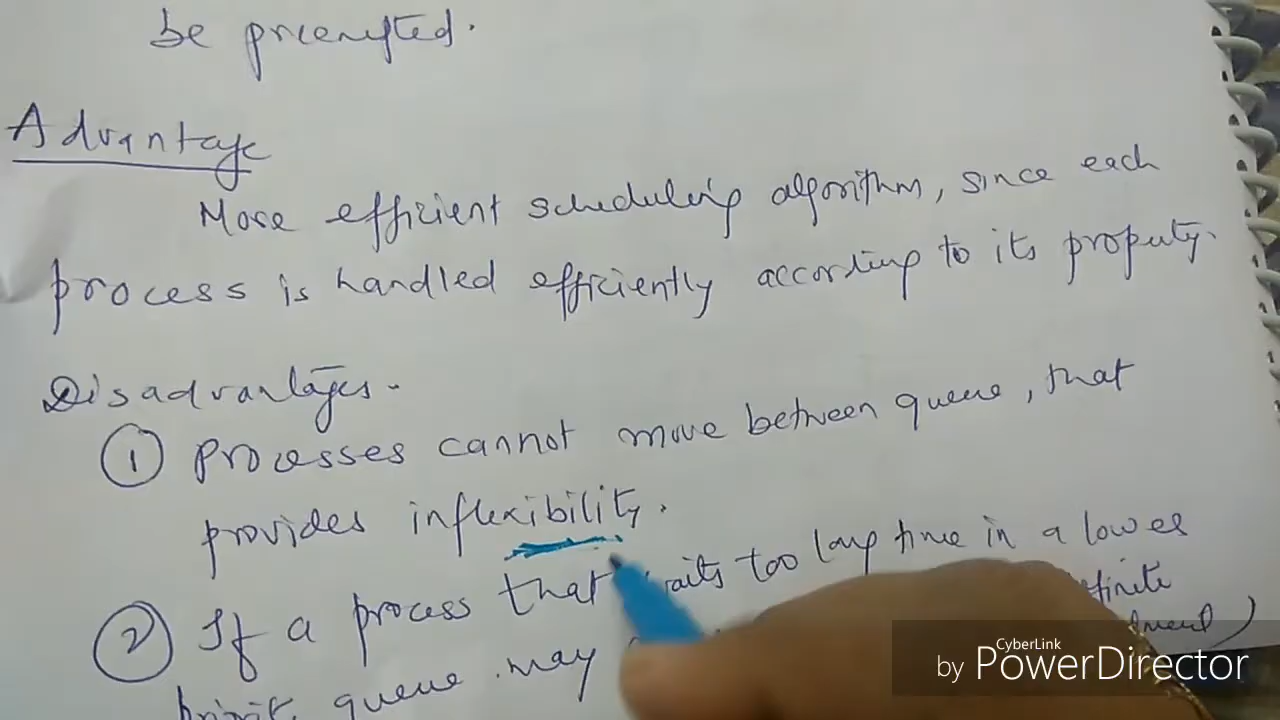 be preempted.
Advantage
More efficient scheduling algorithm, since each
process is handled efficiently according to its property.
Disadvantages.
① Processes cannot move between queue, that
provides inflexibility.
② If a process that waits too long time in a lower
queue may
CyberLink
by PowerDirector